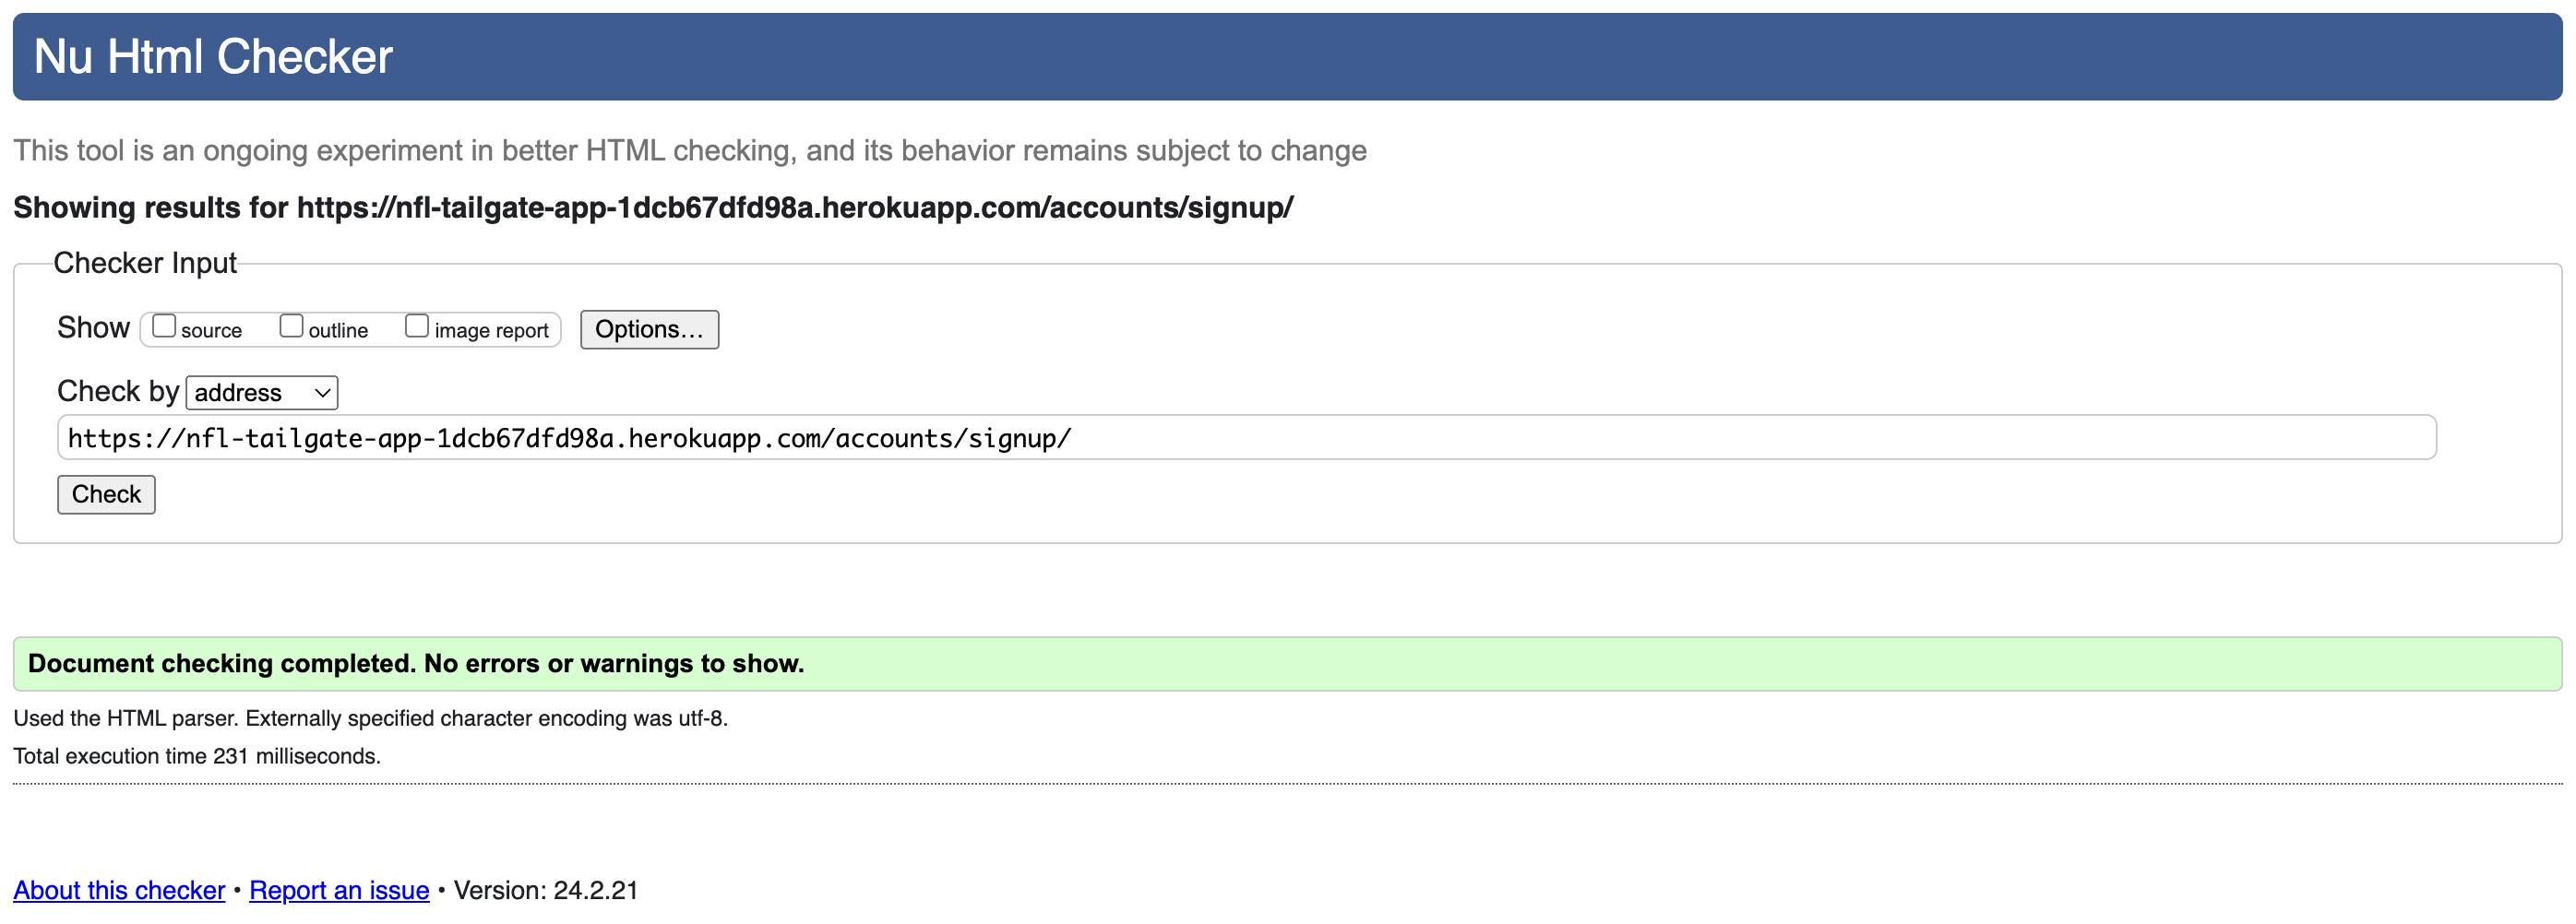 Nu Html Checker
This tool is an ongoing experiment in better HTML checking, and its behavior remains subject to change
Showing results for https://nfl-tailgate-app-1dcb67dfd98a.herokuapp.com/accounts/signup/
Checker Input
Show source outline image report Options...
Check by address
https://nfl-tailgate-app-1dcb67dfd98a.herokuapp.com/accounts/signup/
Check
Document checking completed. No errors or warnings to show.
Used the HTML parser. Externally specified character encoding was utf-8.
Total execution time 231 milliseconds.
About this checker • Report an issue • Version: 24.2.21